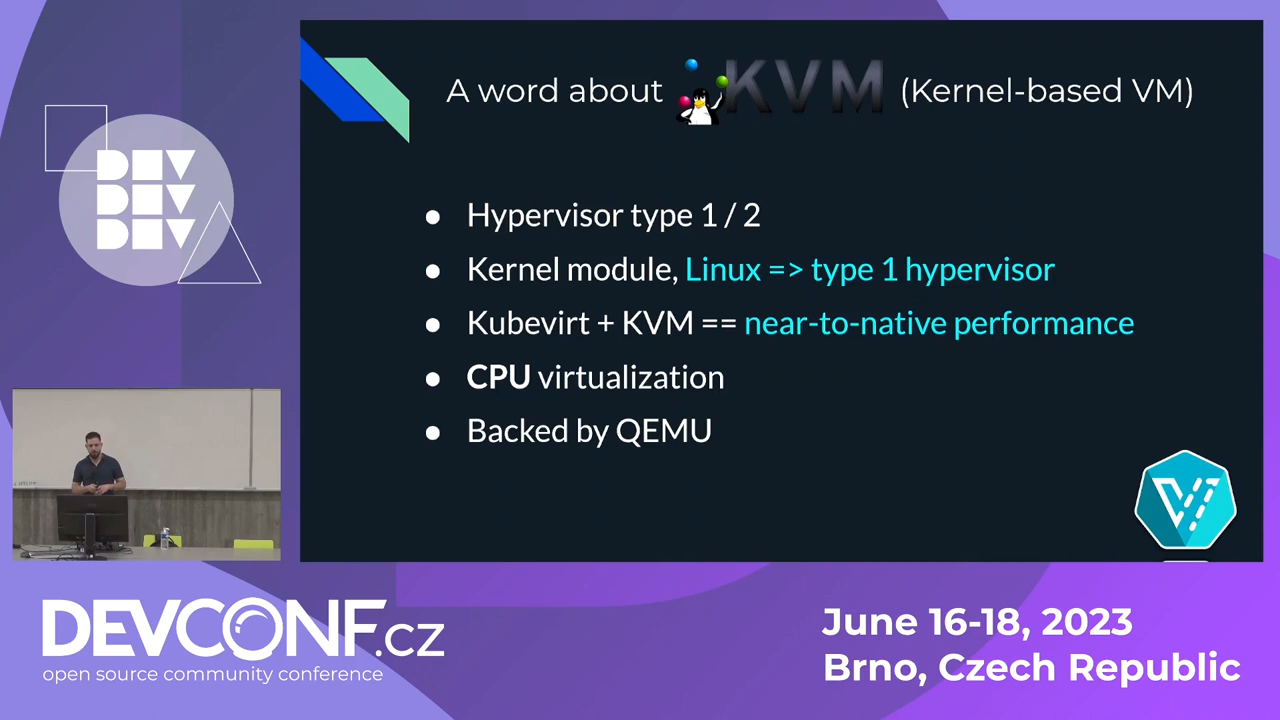 A word about KVM (Kernel-based VM)
● Hypervisor type 1 / 2
● Kernel module, Linux => type 1 hypervisor
● Kubevirt + KVM == near-to-native performance
● CPU virtualization
● Backed by QEMU
DEV
DEV
DEV
DEVCONF.cz
open source community conference
June 16-18, 2023
Brno, Czech Republic